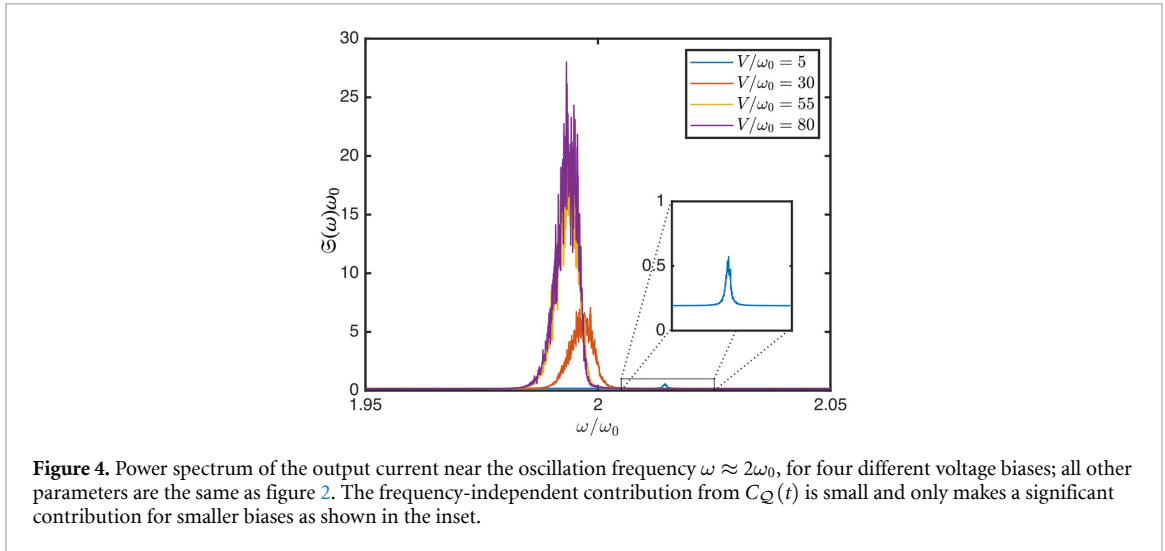 30
25
20
15
10
5
0
𝔖(ω)ω₀
V/ω₀ = 5
V/ω₀ = 30
V/ω₀ = 55
V/ω₀ = 80
1
0.5
0
1.95
2
2.05
ω/ω₀
Figure 4. Power spectrum of the output current near the oscillation frequency ω ≈ 2ω₀, for four different voltage biases; all other
parameters are the same as figure 2. The frequency-independent contribution from C_𝒬(t) is small and only makes a significant
contribution for smaller biases as shown in the inset.